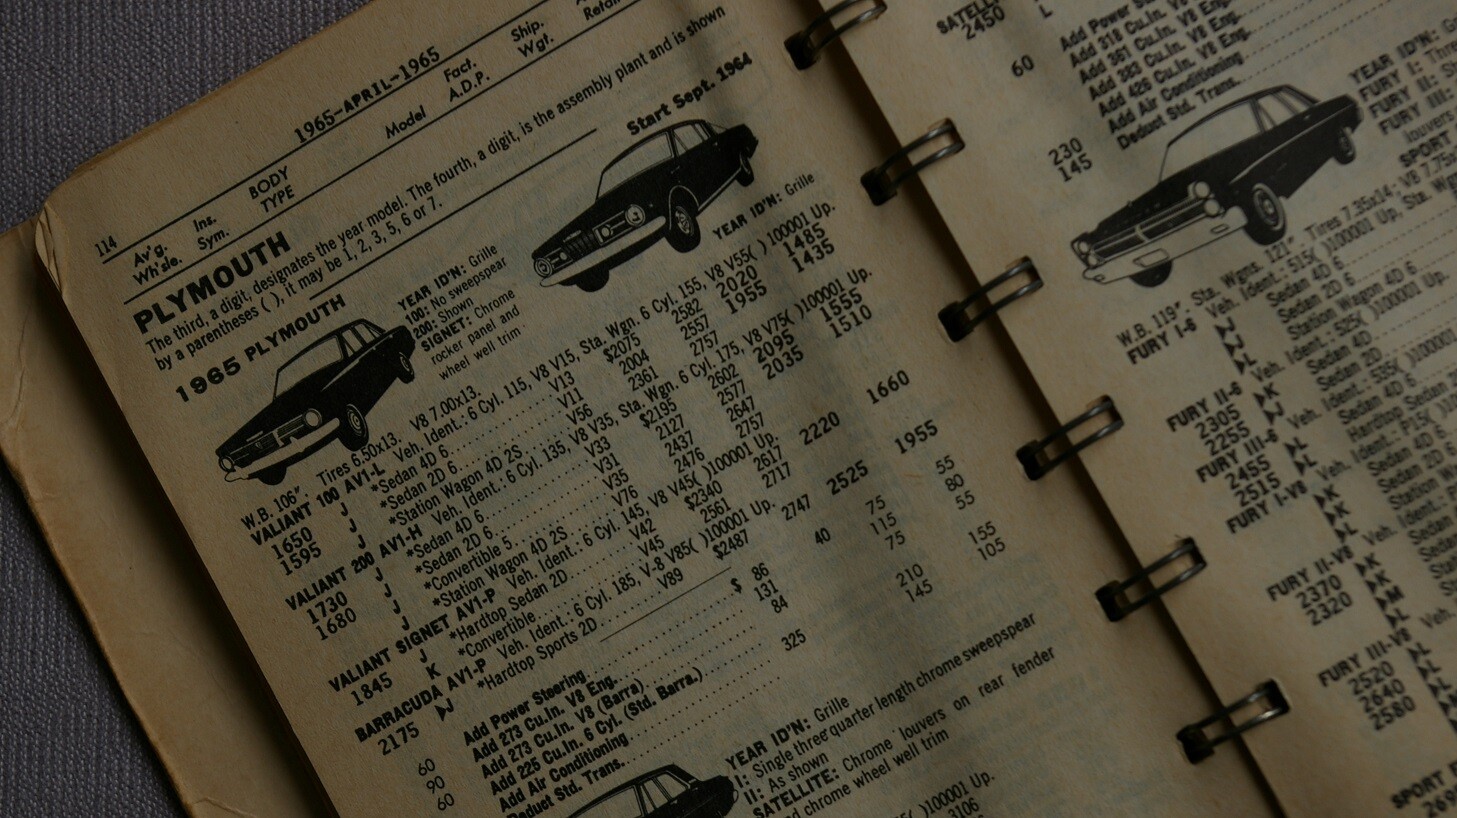 1965–APRIL–1965
114
Av'g. Ins. BODY Model Fact. Ship.
Wh'sle. Sym. TYPE A.D.P. Wgt.
PLYMOUTH
The third, a digit, designates the year model. The fourth, a digit, is the assembly plant and is shown
by a parentheses ( ), it may be 1, 2, 3, 5, 6 or 7.
1965 PLYMOUTH Start Sept. 1964
YEAR ID'N: Grille
100: No sweepspear
200: Shown
SIGNET: Chrome
rocker panel and
wheel well trim
YEAR ID'N: Grille
W.B. 106". Tires 6.50x13, V8 7.00x13.
VALIANT 100 AV1-L Veh. Ident.: 6 Cyl. 115, V8 V15, Sta. Wgn. 6 Cyl. 155, V8 V55( )100001 Up.
1650 J *Sedan 4D 6 V13 $2075 2582 2020 1485
1595 J *Sedan 2D 6 V11 2004 2557 1955 1435
*Station Wagon 4D 2S V56 2361 2757
VALIANT 200 AV1-H Veh. Ident.: 6 Cyl. 135, V8 V35, Sta. Wgn. 6 Cyl. 175, V8 V75( )100001 Up.
1730 J *Sedan 4D 6 V33 $2195 2602 2095 1555
1680 J *Sedan 2D 6 V31 2127 2577 2035 1510
*Convertible 5 V35 2437 2647
*Station Wagon 4D 2S V76 2476 2757
VALIANT SIGNET AV1-P Veh. Ident.: 6 Cyl. 145, V8 V45( )100001 Up.
1845 J *Hardtop Sedan 2D V42 $2340 2617 2220 1660
K *Convertible V45 2561 2717
BARRACUDA AV1-P Veh. Ident.: 6 Cyl. 185, V-8 V85( )100001 Up.
2175 J *Hardtop Sports 2D V89 $2487 2747 2525 1955
60 Add Power Steering $ 86 75 55
90 Add 273 Cu.In. V8 Eng. 131 115 80
60 Add 273 Cu.In. V8 (Barra) 84 75 55
Add 225 Cu.In. 6 Cyl. (Std. Barra.) 40
Add Air Conditioning 325 210 155
Deduct Std. Trans. 145 105
YEAR ID'N: Grille
I: Single three quarter length chrome sweepspear
II: As shown
SATELLITE: Chrome louvers on rear fender
chrome wheel well trim
)100001 Up.
3106
SATELLITE
2450 L
60 Add Power
Add 318 Cu.In. V8 Eng.
Add 361 Cu.In. V8 Eng.
Add 383 Cu.In. V8 Eng.
Add 426 Cu.In. V8 Eng.
230 Add Air Conditioning
145 Deduct Std. Trans.
YEAR ID'N:
FURY I:
FURY II:
FURY III:
louvers
SPORT
W.B. 119", Sta. Wgns. 121". Tires 7.35x14; V8 7.75x
FURY I-6 Veh. Ident.: 515( )100001 Up, Sta. Wgn.
J Sedan 4D 6
J Sedan 2D 6
L Station Wagon 4D 6
FURY II-6 Veh. Ident.: 525( )100001 Up.
2305 K Sedan 4D
2255 J Sedan 2D
FURY III-6 Veh. Ident.: 535( )100001
2455 L Sedan 4D 6
2515 L Hardtop Sedan
FURY I-V8 Veh. Ident.: P15( )
K Sedan 4D 6
K Sedan 2D 6
L Station
FURY II-V8 Veh. Ident.:
2370 K Sedan
2320 M
L
FURY III-V8 Veh.
2520 L
2640 L
2580
SPORT